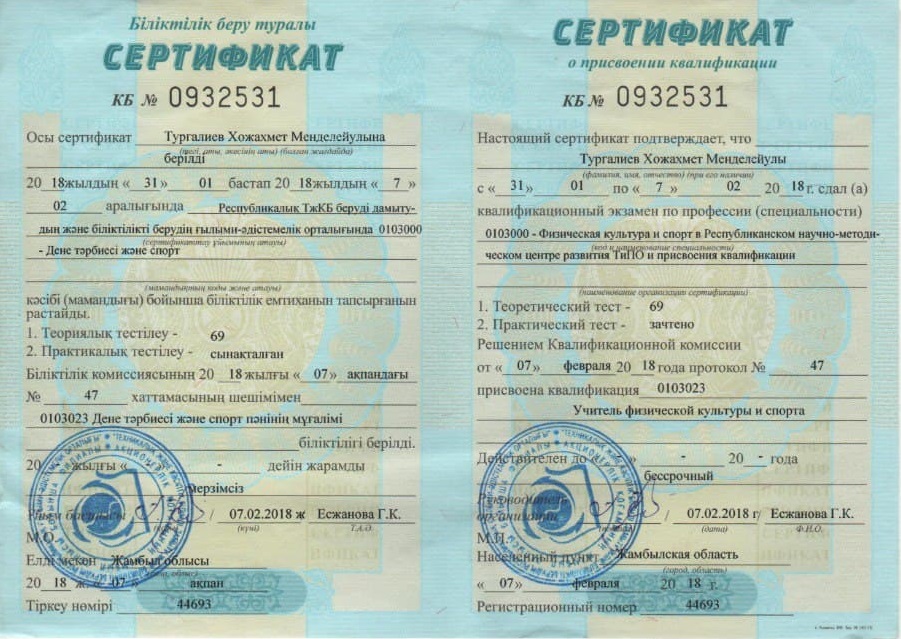 Біліктілік беру туралы
СЕРТИФИКАТ
КБ № 0932531
Осы сертификат Тургалиев Хожахмет Менделейулына
(тегі, аты, әкесінің аты) (болған жағдайда)
берілді
20 18жылдың « 31 » 01 бастап 20 18жылдың « 7 »
02 аралығында Республикалық ТжКБ беруді дамыту-
дың және біліктілікті берудің ғылыми-әдістемелік орталығында 0103000
(сертификаттау ұйымының атауы)
- Дене тәрбиесі және спорт
(мамандықтың коды және атауы)
кәсібі (мамандығы) бойынша біліктілік емтиханын тапсырғанын
растайды.
1. Теориялық тестілеу - 69
2. Практикалық тестілеу - сынақталған
Біліктілік комиссиясының 20 18 жылғы « 07 » ақпандағы
№ 47 хаттамасының шешімімен
0103023 Дене тәрбиесі және спорт пәнінің мұғалімі
біліктілігі берілді.
20 - жылғы « - » - дейін жарамды
мерзімсіз
Ұйым басшысы / 07.02.2018 ж / Есжанова Г.К.
(күні) Т.А.Ә.
М.О.
Елді мекен Жамбыл облысы
20 18 ж « 07 » ақпан
Тіркеу нөмірі 44693
СЕРТИФИКАТ
о присвоении квалификации
КБ № 0932531
Настоящий сертификат подтверждает, что
Тургалиев Хожахмет Менделейулы
(фамилия, имя, отчество) (при его наличии)
с « 31 » 01 по « 7 » 02 20 18 г. сдал (а)
квалификационный экзамен по профессии (специальности)
0103000 - Физическая культура и спорт в Республиканском научно-методи-
(код и наименование специальности)
ческом центре развития ТиПО и присвоения квалификации
(наименование организации сертификации)
1. Теоретический тест - 69
2. Практический тест - зачтено
Решением Квалификационной комиссии
от « 07 » февраля 20 18 года протокол № 47
присвоена квалификация 0103023
Учитель физической культуры и спорта
Действителен до « - » - 20 - года
бессрочный
Руководитель
организации / 07.02.2018 г/ Есжанова Г.К.
(дата) Ф.И.О.
М.П.
Населенный пункт Жамбылская область
(город, область)
« 07 » февраля 20 18 г.
Регистрационный номер 44693